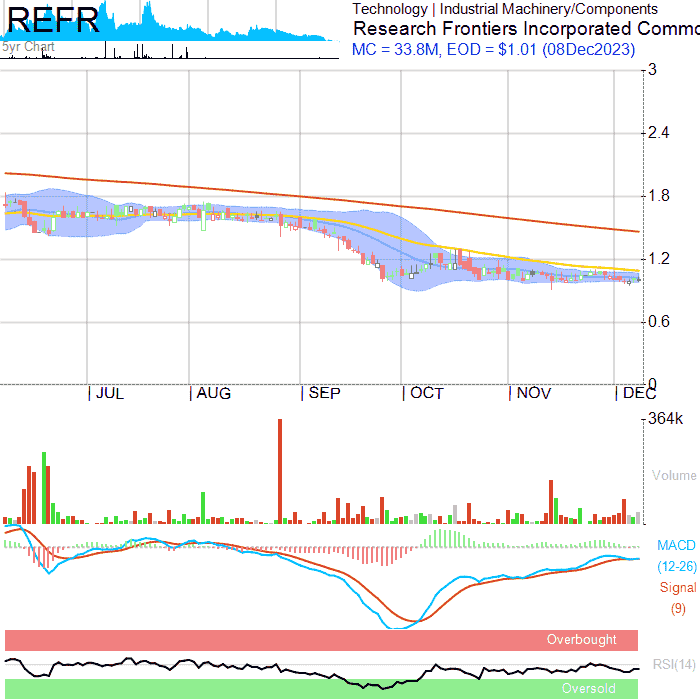 REFR
5yr Chart
Technology | Industrial Machinery/Components
Research Frontiers Incorporated Commo
MC = 33.8M, EOD = $1.01 (08Dec2023)
3
2.4
1.8
1.2
0.6
0
JUL
AUG
SEP
OCT
NOV
DEC
364k
Volume
MACD
(12-26)
Signal
(9)
Overbought
RSI(14)
Oversold